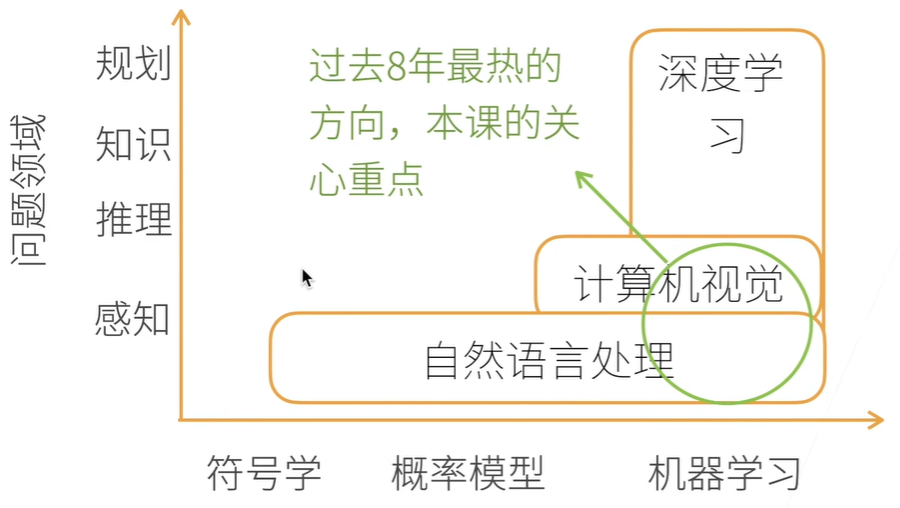 问题领域
规划
知识
推理
感知
过去8年最热的
方向，本课的关
心重点
深度学
习
计算机视觉
自然语言处理
符号学
概率模型
机器学习